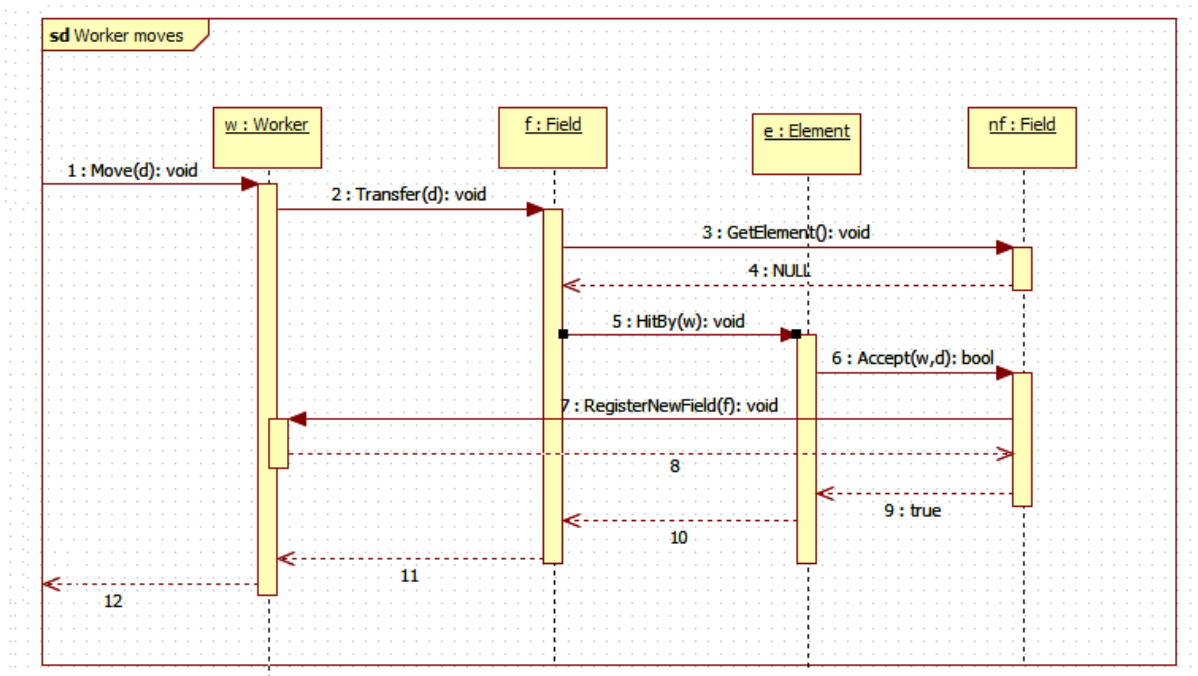 sd Worker moves
w : Worker
f : Field
e : Element
nf : Field
1 : Move(d): void
2 : Transfer(d): void
3 : GetElement(): void
4 : NULL
5 : HitBy(w): void
6 : Accept(w,d): bool
7 : RegisterNewField(f): void
8
9 : true
10
11
12